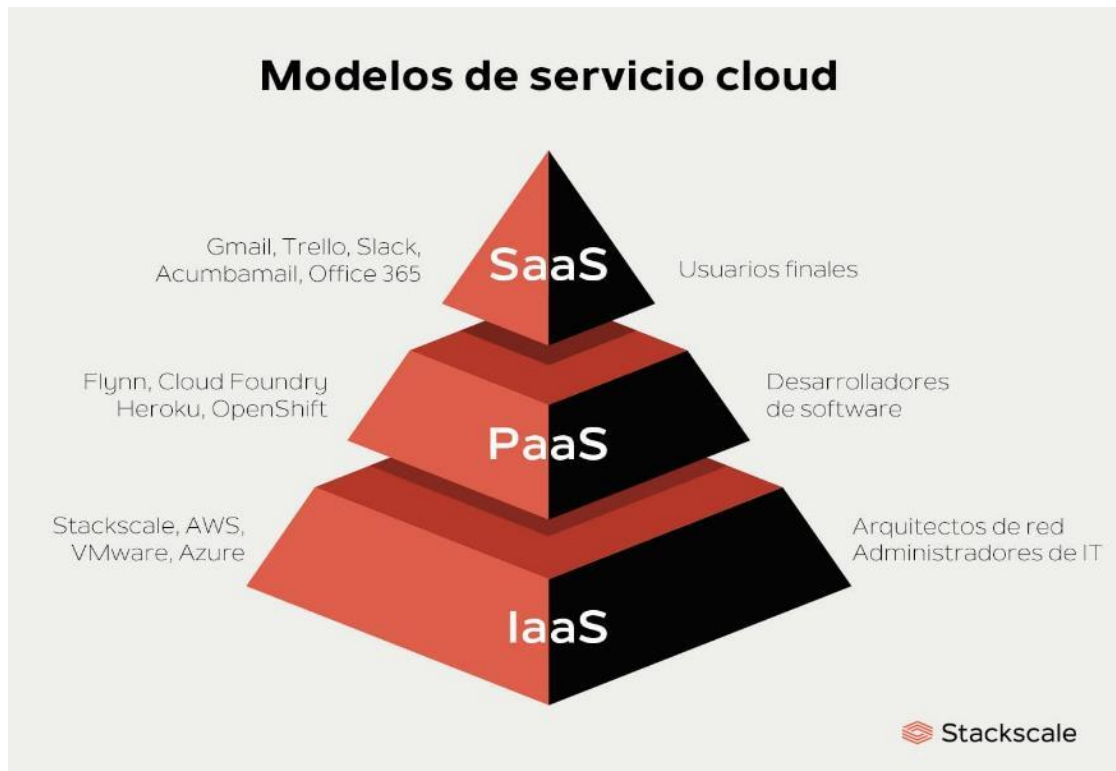 Modelos de servicio cloud
Gmail, Trello, Slack,
Acumbamail, Office 365
SaaS
Usuarios finales
Flynn, Cloud Foundry
Heroku, OpenShift
PaaS
Desarrolladores
de software
Stackscale, AWS,
VMware, Azure
IaaS
Arquitectos de red
Administradores de IT
Stackscale